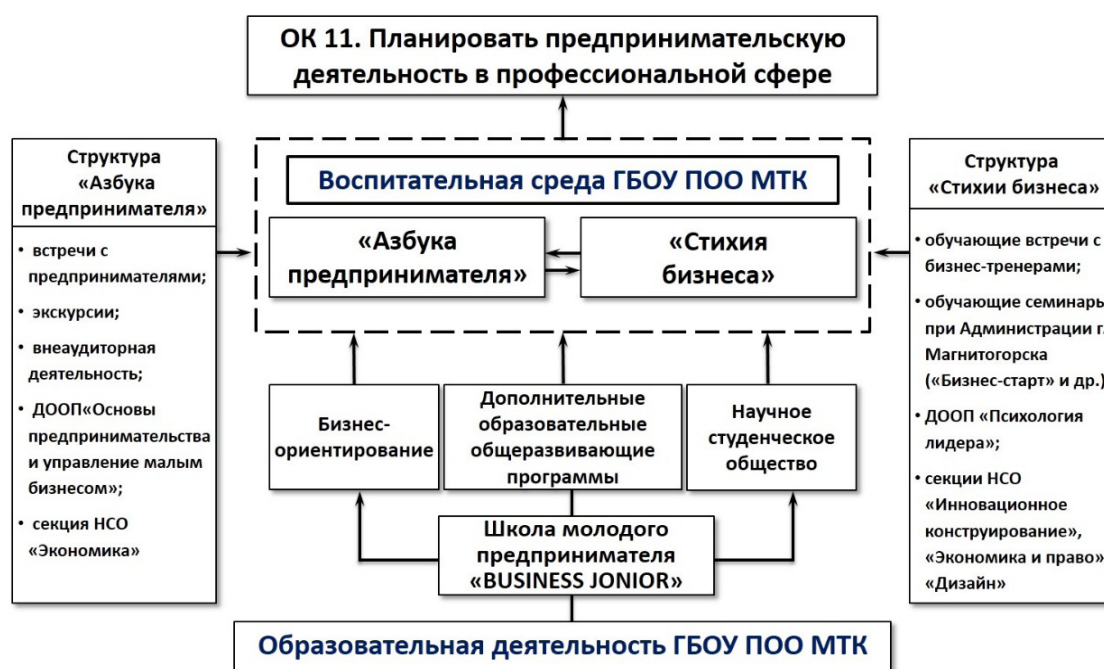 ОК 11. Планировать предпринимательскую
деятельность в профессиональной сфере
Структура
«Азбука
предпринимателя»
• встречи с
предпринимателями;
• экскурсии;
• внеаудиторная
деятельность;
• ДООП«Основы
предпринимательства
и управление малым
бизнесом»;
• секция НСО
«Экономика»
Воспитательная среда ГБОУ ПОО МТК
«Азбука
предпринимателя»
«Стихия
бизнеса»
Бизнес-
ориентирование
Дополнительные
образовательные
общеразвивающие
программы
Научное
студенческое
общество
Школа молодого
предпринимателя
«BUSINESS JONIOR»
Образовательная деятельность ГБОУ ПОО МТК
Структура
«Стихии бизнеса»
• обучающие встречи с
бизнес-тренерами;
• обучающие семинары
при Администрации г.
Магнитогорска
(«Бизнес-старт» и др.)
• ДООП «Психология
лидера»;
• секции НСО
«Инновационное
конструирование»,
«Экономика и право»
«Дизайн»